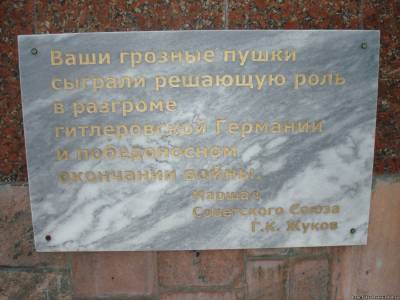 Ваши грозные пушки
сыграли решающую роль
в разгроме
гитлеровской Германии
и победоносном
окончании войны.
Маршал
Советского Союза
Г.К. Жуков